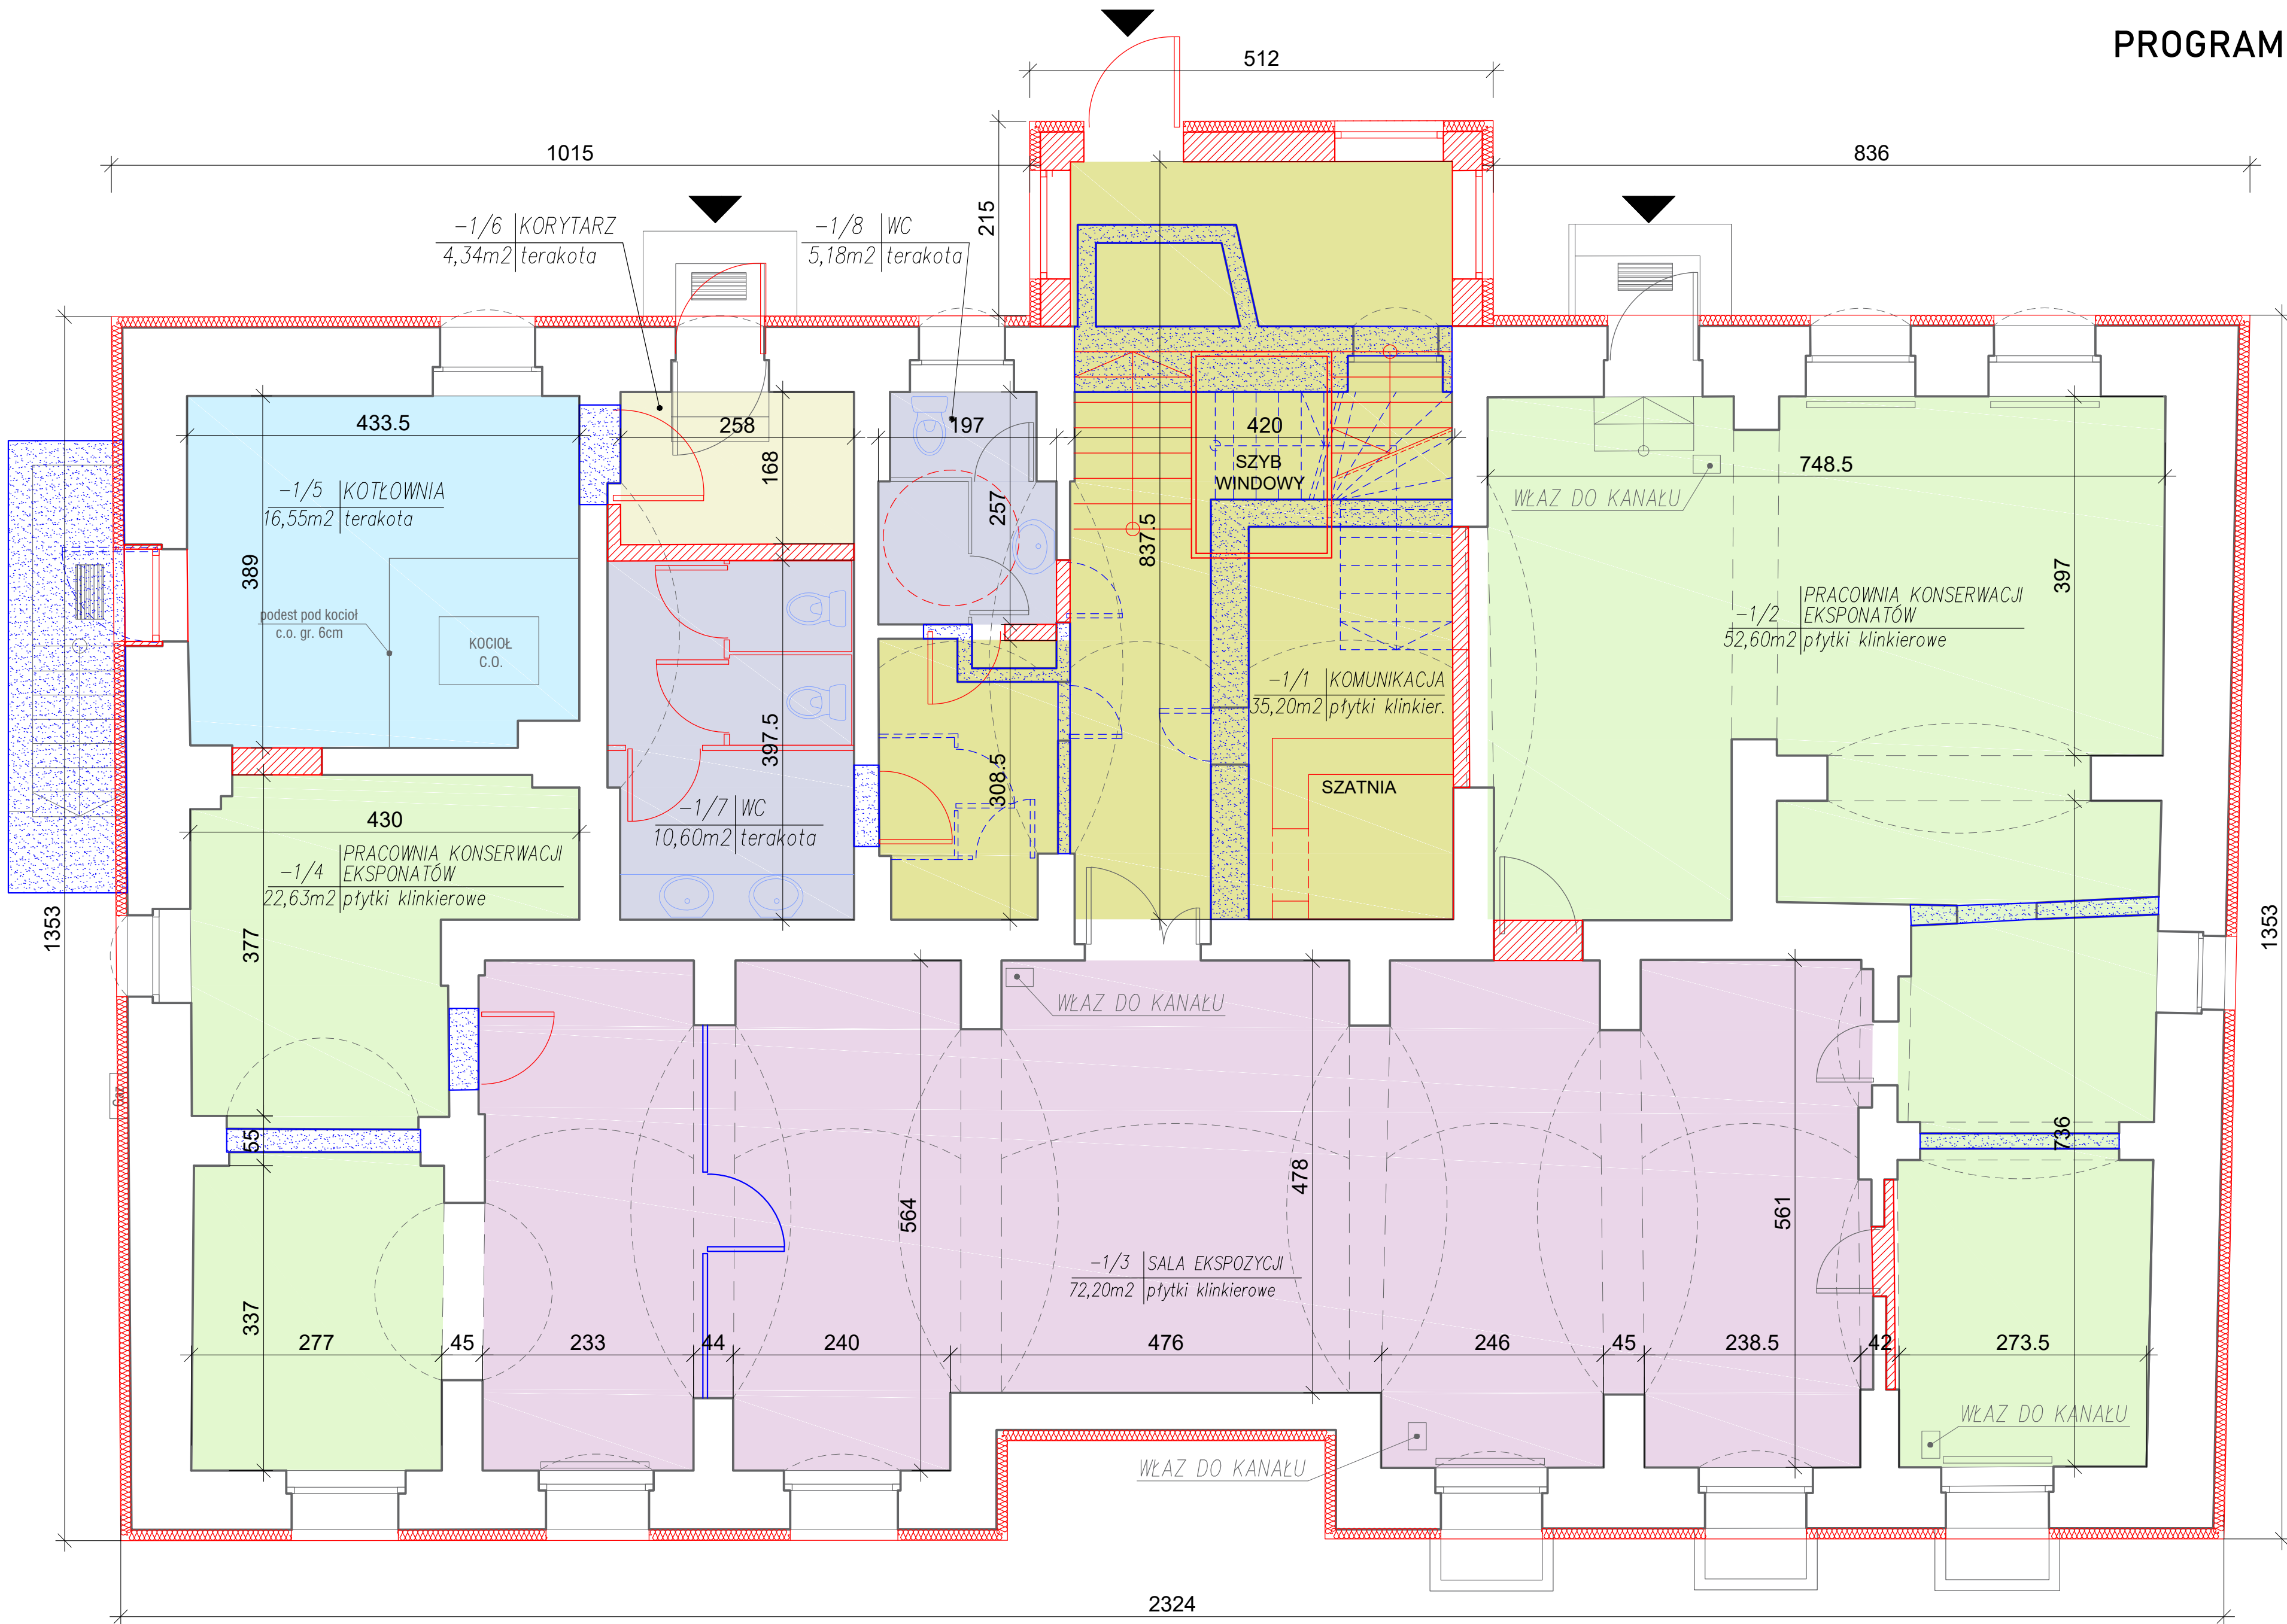 PROGRAM
512
1015
836
215
-1/6 KORYTARZ
4,34m2 terakota
-1/8 WC
5,18m2 terakota
433.5
258
197
420
748.5
168
257
837.5
389
397
SZYB
WINDOWY
WŁAZ DO KANAŁU
-1/5 KOTŁOWNIA
16,55m2 terakota
podest pod kocioł
c.o. gr. 6cm
KOCIOŁ
C.O.
PRACOWNIA KONSERWACJI
-1/2 EKSPONATÓW
52,60m2 płytki klinkierowe
-1/1 KOMUNIKACJA
35,20m2 płytki klinkier.
397.5
308.5
SZATNIA
-1/7 WC
10,60m2 terakota
430
PRACOWNIA KONSERWACJI
-1/4 EKSPONATÓW
22,63m2 płytki klinkierowe
1353
377
1353
WŁAZ DO KANAŁU
55
736
564
478
561
-1/3 SALA EKSPOZYCJI
72,20m2 płytki klinkierowe
337
277
45
233
44
240
476
246
45
238.5
42
273.5
WŁAZ DO KANAŁU
WŁAZ DO KANAŁU
2324